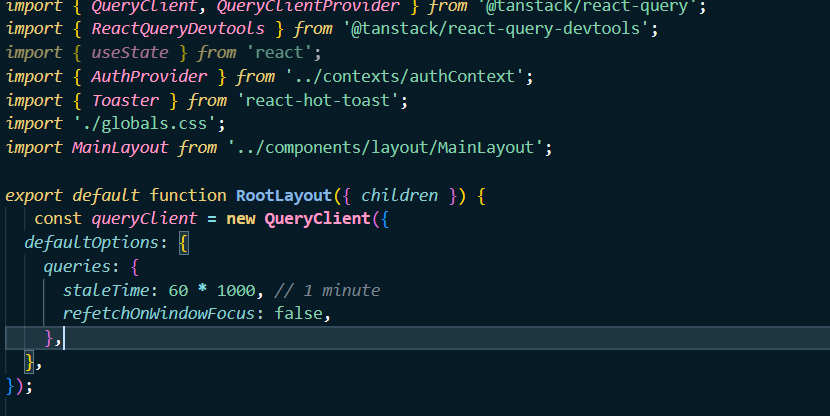 import { QueryClient, QueryClientProvider } from '@tanstack/react-query';
import { ReactQueryDevtools } from '@tanstack/react-query-devtools';
import { useState } from 'react';
import { AuthProvider } from '../contexts/authContext';
import { Toaster } from 'react-hot-toast';
import './globals.css';
import MainLayout from '../components/layout/MainLayout';
export default function RootLayout({ children }) {
const queryClient = new QueryClient({
defaultOptions: {
queries: {
staleTime: 60 * 1000, // 1 minute
refetchOnWindowFocus: false,
},
},
});